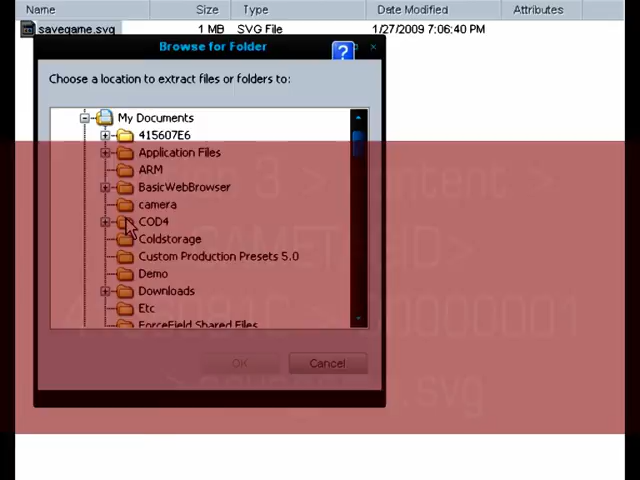 Name Size Type Date Modified Attributes
savegame.svg 1 MB SVG File 1/27/2009 7:06:40 PM
Browse for Folder
?
Choose a location to extract files or folders to:
My Documents
415607E6
Application Files
ARM
BasicWebBrowser
camera
COD4
Coldstorage
Custom Production Presets 5.0
Demo
Downloads
Etc
ForceField Shared Files
OK Cancel